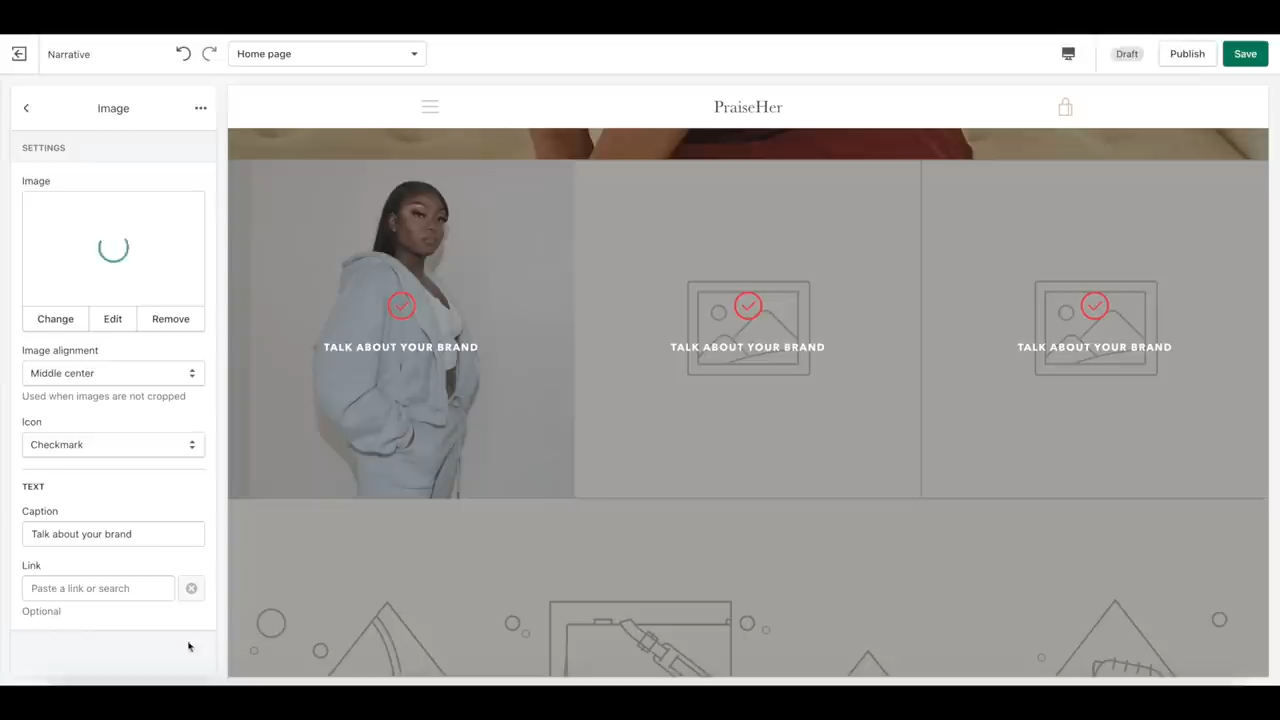 Narrative
Home page
Draft
Publish
Save
Image
SETTINGS
Image
Change
Edit
Remove
Image alignment
Middle center
Used when images are not cropped
Icon
Checkmark
TEXT
Caption
Talk about your brand
Link
Paste a link or search
Optional
PraiseHer
TALK ABOUT YOUR BRAND
TALK ABOUT YOUR BRAND
TALK ABOUT YOUR BRAND